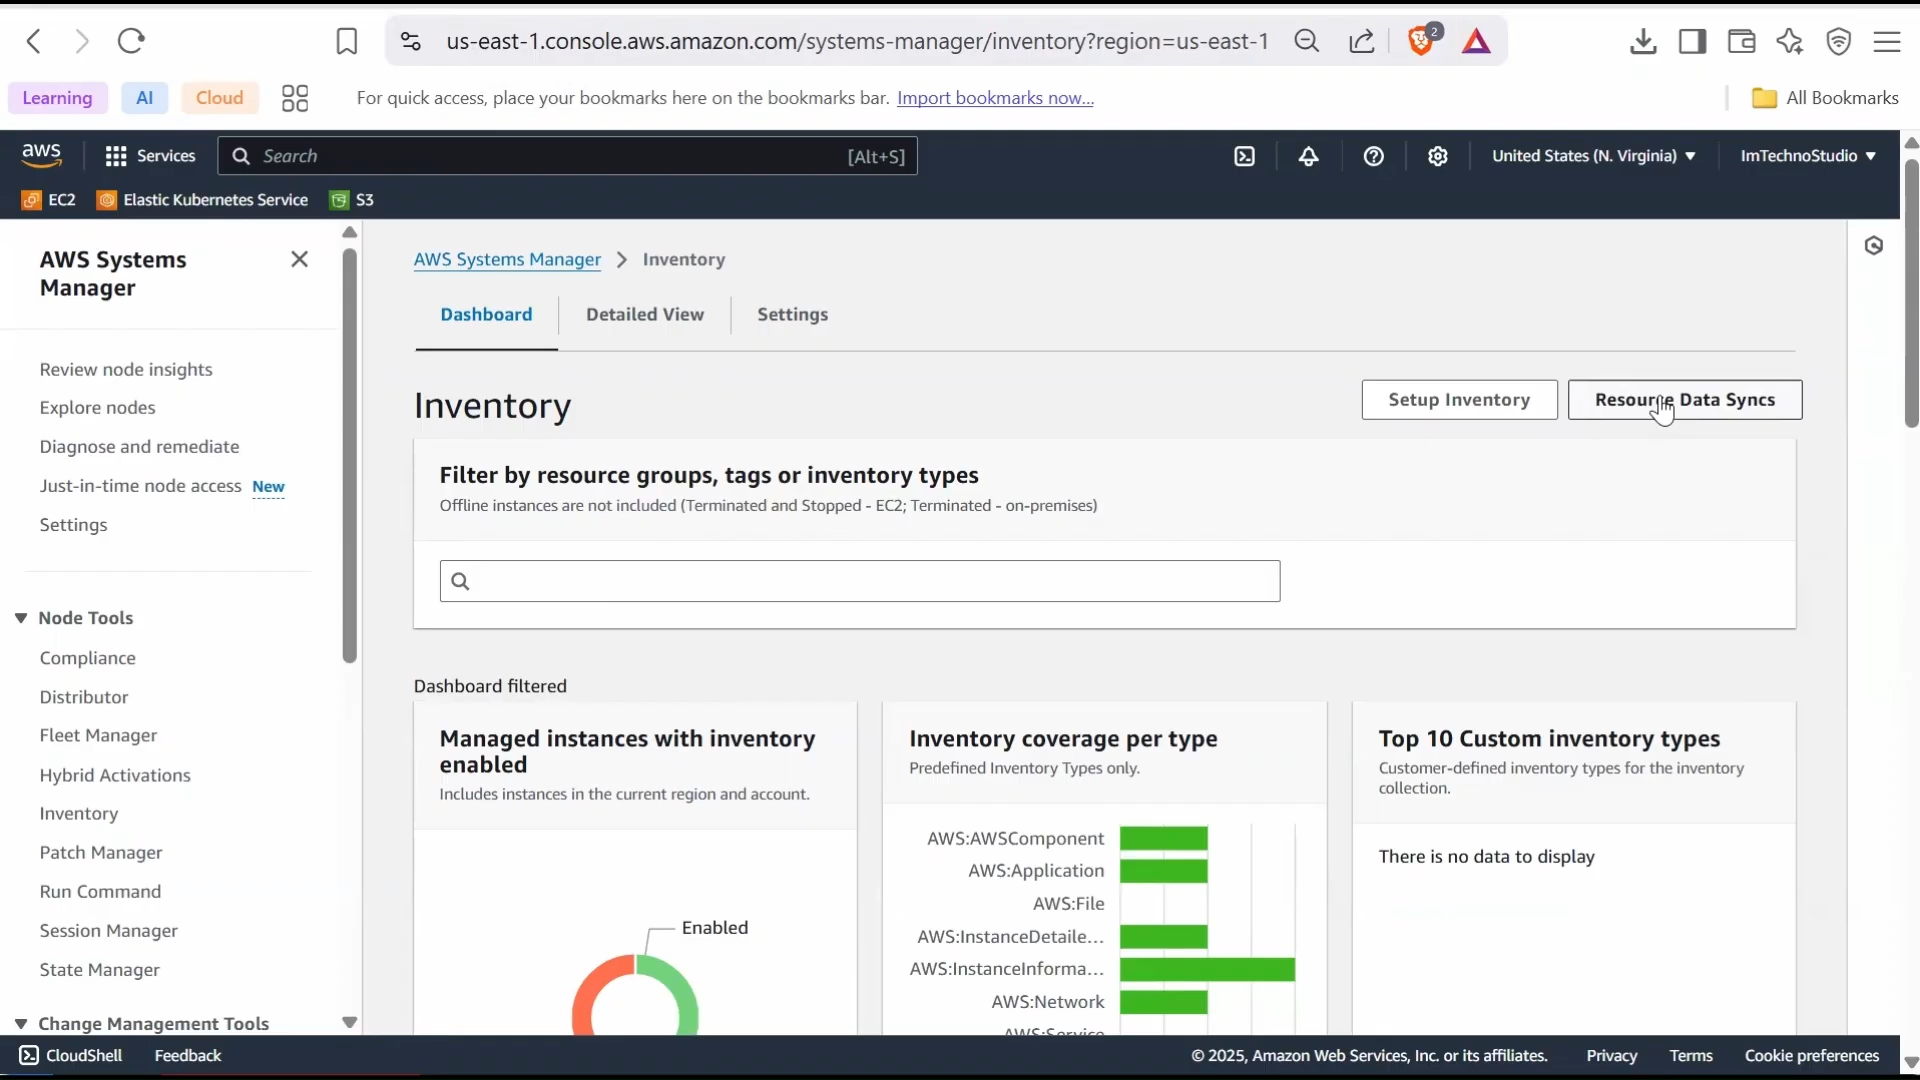 us-east-1.console.aws.amazon.com/systems-manager/inventory?region=us-east-1
2
Learning
AI
Cloud
For quick access, place your bookmarks here on the bookmarks bar. Import bookmarks now...
All Bookmarks
aws
Services
Search
[Alt+S]
United States (N. Virginia)
ImTechnoStudio
EC2
Elastic Kubernetes Service
S3
AWS Systems
Manager
Review node insights
Explore nodes
Diagnose and remediate
Just-in-time node access New
Settings
Node Tools
Compliance
Distributor
Fleet Manager
Hybrid Activations
Inventory
Patch Manager
Run Command
Session Manager
State Manager
Change Management Tools
AWS Systems Manager
Inventory
Dashboard
Detailed View
Settings
Inventory
Setup Inventory
Resource Data Syncs
Filter by resource groups, tags or inventory types
Offline instances are not included (Terminated and Stopped - EC2; Terminated - on-premises)
Dashboard filtered
Managed instances with inventory
enabled
Includes instances in the current region and account.
Enabled
Inventory coverage per type
Predefined Inventory Types only.
AWS:AWSComponent
AWS:Application
AWS:File
AWS:InstanceDetaile...
AWS:InstanceInforma...
AWS:Network
AWS:Service
Top 10 Custom inventory types
Customer-defined inventory types for the inventory
collection.
There is no data to display
CloudShell
Feedback
© 2025, Amazon Web Services, Inc. or its affiliates.
Privacy
Terms
Cookie preferences